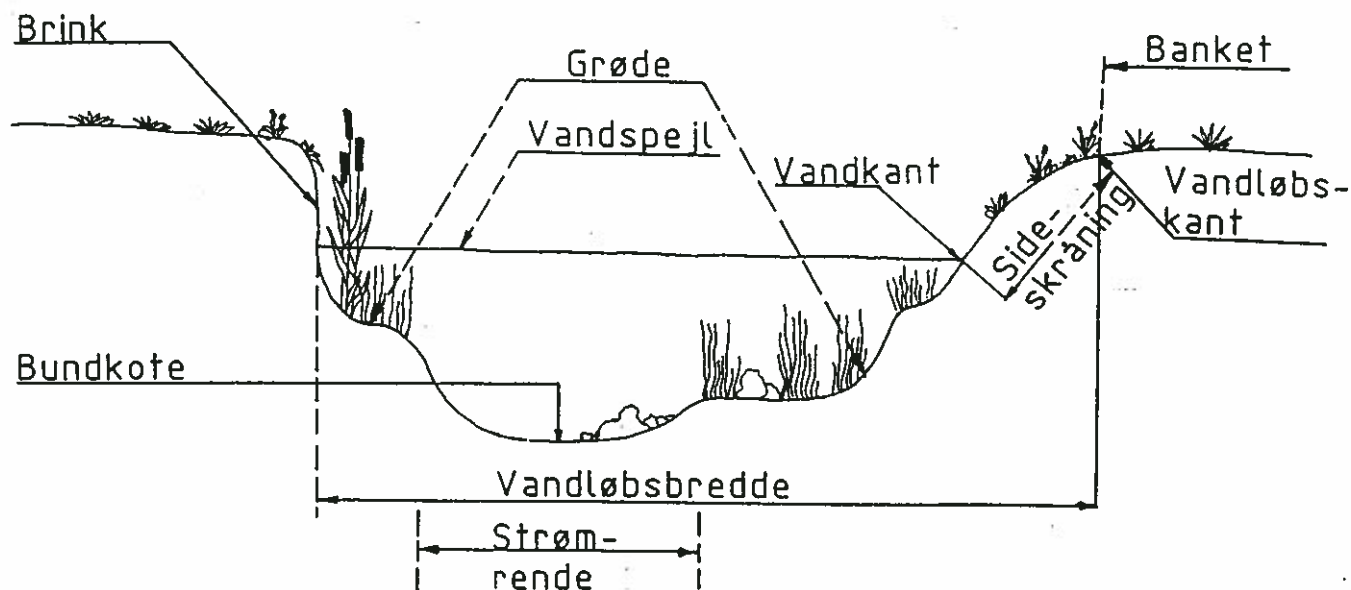 Brink
Banket
Grøde
Vandspejl
Vandkant
Vandløbs-
kant
Side-
skråning
Bundkote
Vandløbsbredde
Strøm-
rende